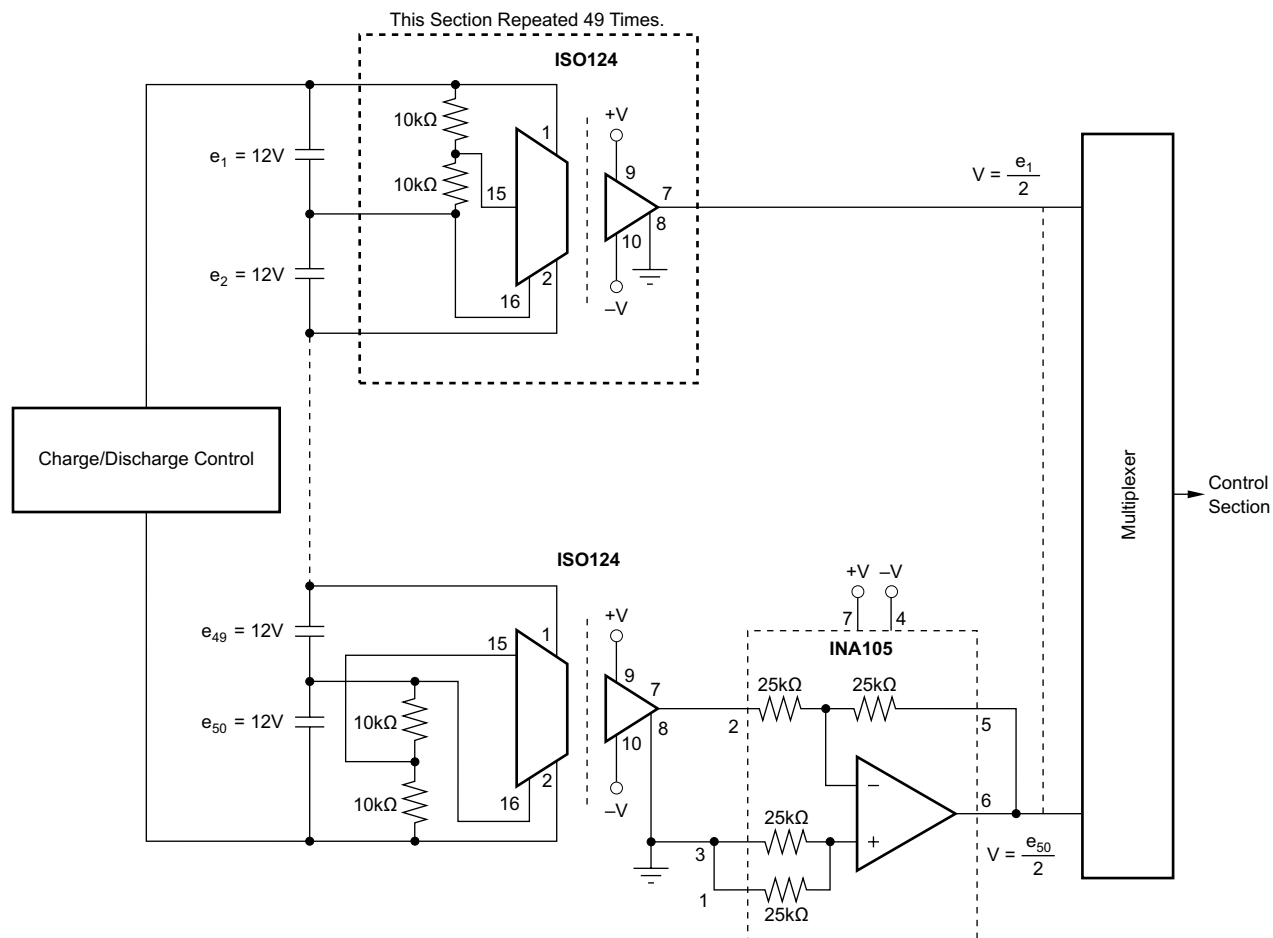 This Section Repeated 49 Times.
ISO124
+V
10kΩ
1
e1 = 12V
10kΩ
15
9
7
8
10
V = e1
2
e2 = 12V
2
16
–V
Charge/Discharge Control
Multiplexer
Control
Section
ISO124
+V
–V
+V
7
4
e49 = 12V
15
1
INA105
9
7
25kΩ
25kΩ
e50 = 12V
10kΩ
2
5
8
10
2
10kΩ
16
–V
–
6
25kΩ
3
+
V = e50
2
1
25kΩ